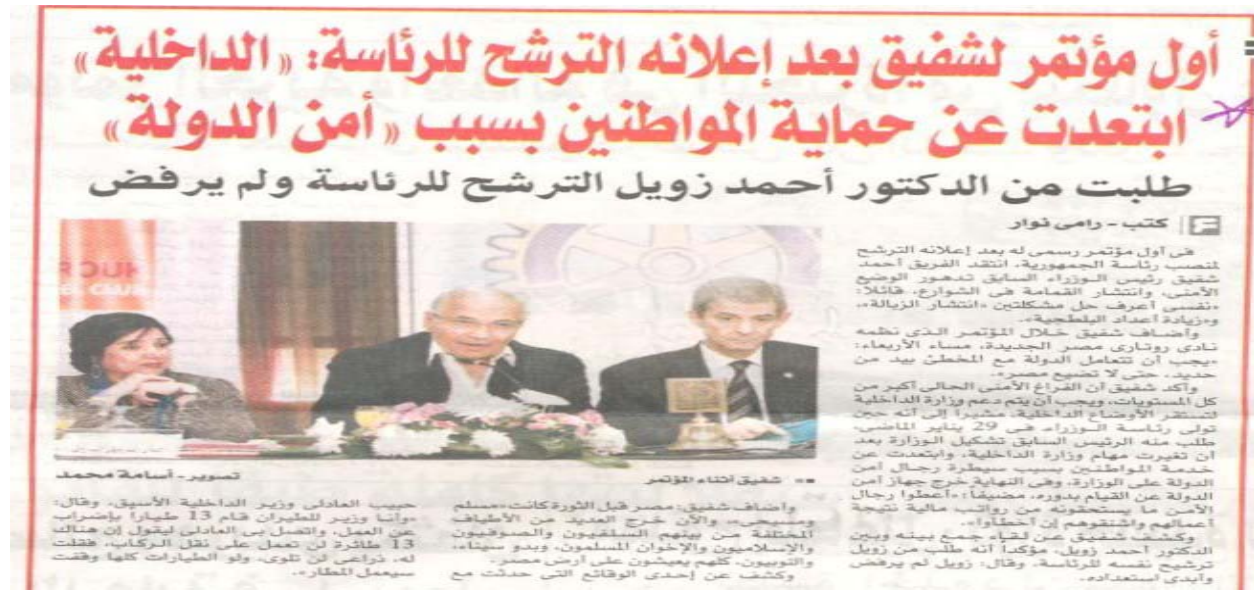 أول مؤتمر لشفيق بعد إعلانه الترشح للرئاسة: «الداخلية»
ابتعدت عن حماية المواطنين بسبب «أمن الدولة»
طلبت من الدكتور أحمد زويل الترشح للرئاسة ولم يرفض
كتب - رامى نوار
فى أول مؤتمر رسمى له بعد إعلانه الترشح
لمنصب رئاسة الجمهورية، انتقد الفريق أحمد
شفيق رئيس الوزراء السابق تدهور الوضع
الأمنى، وانتشار القمامة فى الشوارع، قائلاً:
«نفسى أعرف حل مشكلتين «انتشار الزبالة»،
و«زيادة أعداد البلطجية».
وأضاف شفيق خلال المؤتمر الذى نظمه
نادى روتارى مصر الجديدة، مساء الأربعاء:
«يجب أن تتعامل الدولة مع المخطئ بيد من
حديد، حتى لا تضيع مصر».
وأكد شفيق أن الفراغ الأمنى الحالى أكبر من
كل المستويات، ويجب أن يتم دعم وزارة الداخلية
لتستقر الأوضاع الداخلية، مشيراً إلى أنه حين
تولى رئاسة الوزراء فى 29 يناير الماضى،
طلب منه الرئيس السابق تشكيل الوزارة بعد
أن تغيرت مهام وزارة الداخلية، وابتعدت عن
خدمة المواطنين بسبب سيطرة رجال أمن
الدولة على الوزارة، وفى النهاية خرج جهاز أمن
الدولة عن القيام بدوره، مضيفاً: «أعطوا رجال
الأمن ما يستحقونه من رواتب مالية نتيجة
أعمالهم واشنقوهم إن أخطأوا».
وكشف شفيق عن لقاء جمع بينه وبين
الدكتور أحمد زويل، مؤكداً أنه طلب من زويل
ترشيح نفسه للرئاسة، وقال: زويل لم يرفض
وأبدى استعداده.
شفيق أثناء المؤتمر
تصوير - أسامة محمد
وأضاف شفيق: مصر قبل الثورة كانت «مسلم
ومسيحى»، والآن خرج العديد من الأطياف
المختلفة من بينهم السلفيون والصوفيون
والإسلاميون والإخوان المسلمون، وبدو سيناء،
والنوبيون، كلهم يعيشون على أرض مصر».
وكشف عن إحدى الوقائع التى حدثت مع
حبيب العادلى وزير الداخلية الأسبق، وقال:
«وأنا وزير للطيران قام 13 طياراً بإضراب
عن العمل، واتصل بى العادلى ليقول إن هناك
13 طائرة لن تعمل على نقل الركاب، فقلت
له، ذراعى لن تلوى، ولو الطيارات كلها وقفت
سيعمل المطار».